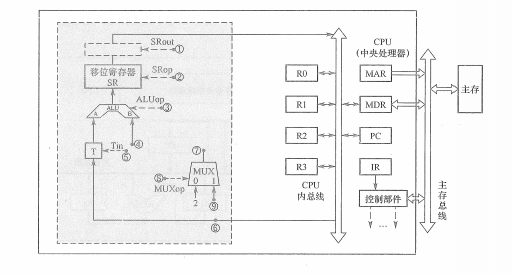 SRout
①
移位寄存器
SR
SRop
②
ALU
A
B
ALUop
③
T
Tin
⑤
④
⑦
MUX
0 1
⑧
MUXop
2
⑨
⑥
CPU
(中央处理器)
R0
MAR
R1
MDR
R2
PC
R3
IR
CPU
内总线
控制部件
...
主存
主存总线